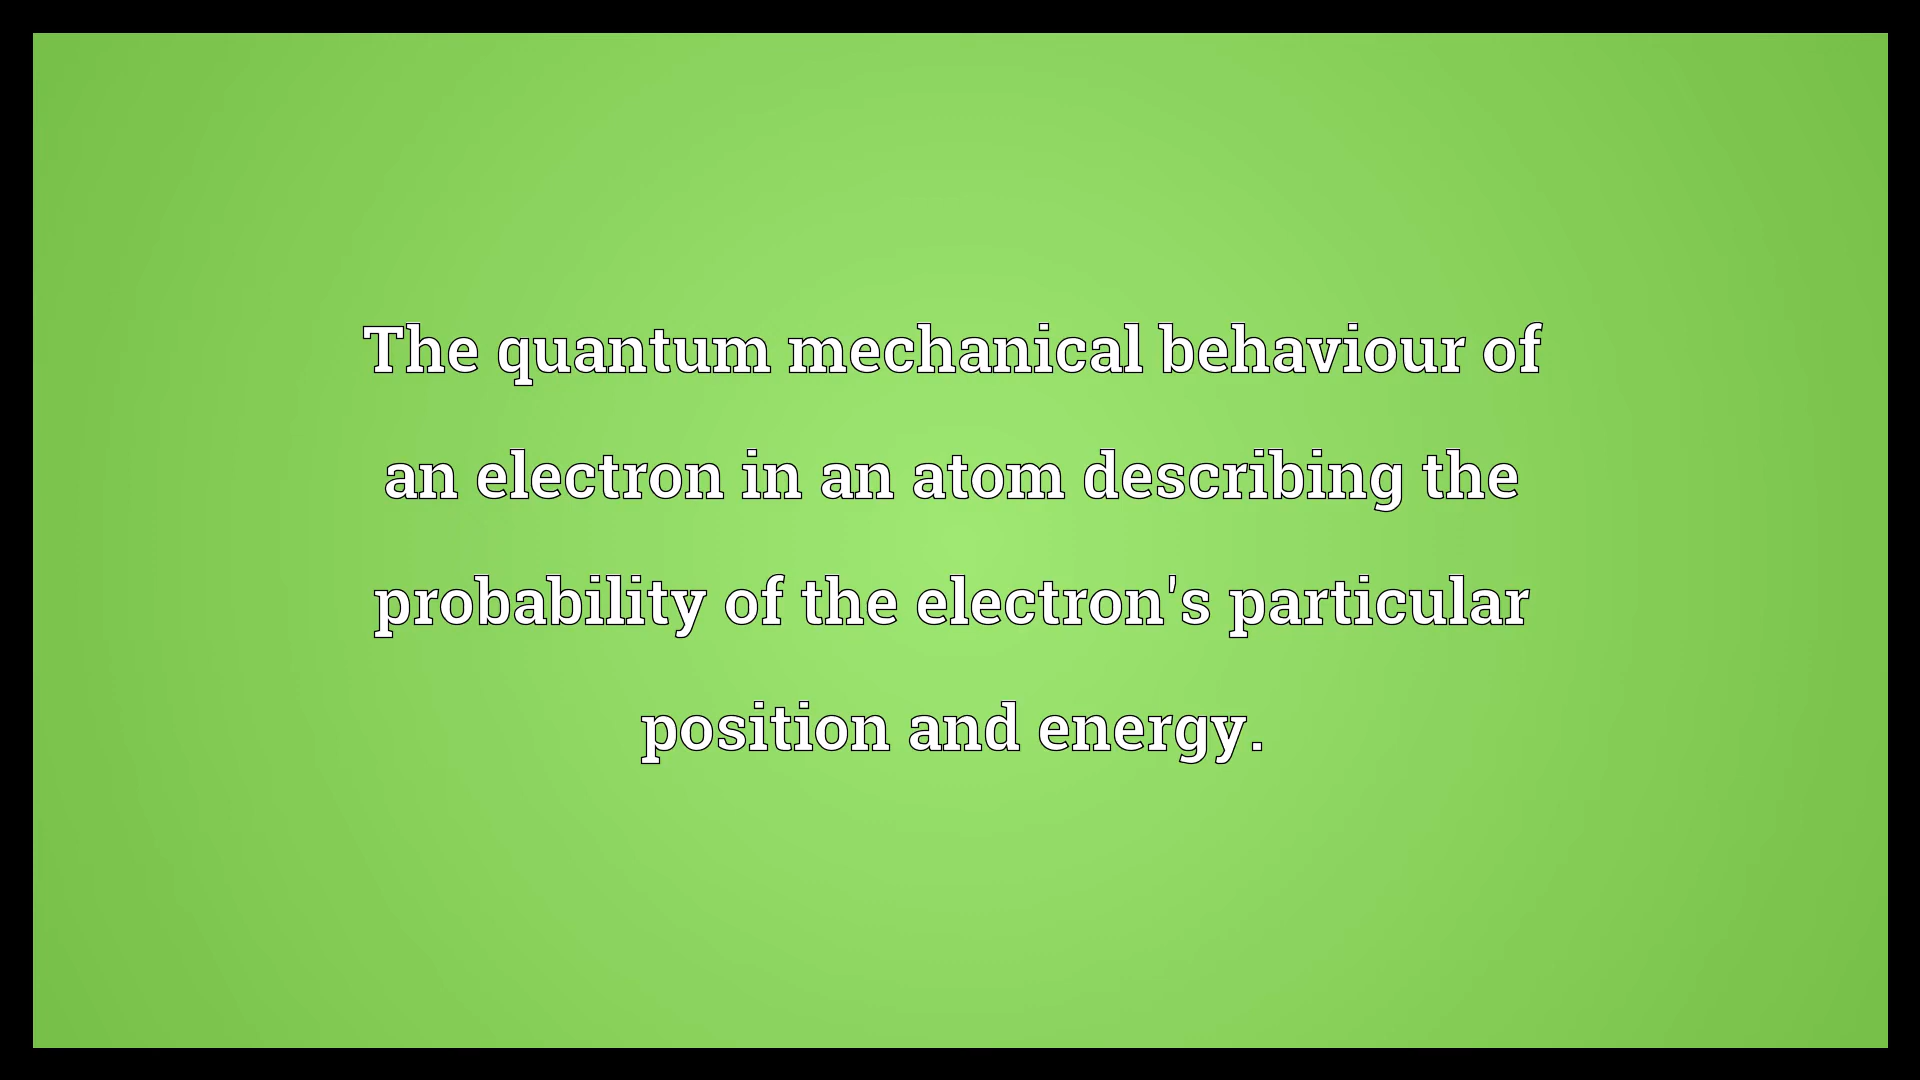 The quantum mechanical behaviour of
an electron in an atom describing the
probability of the electron's particular
position and energy.